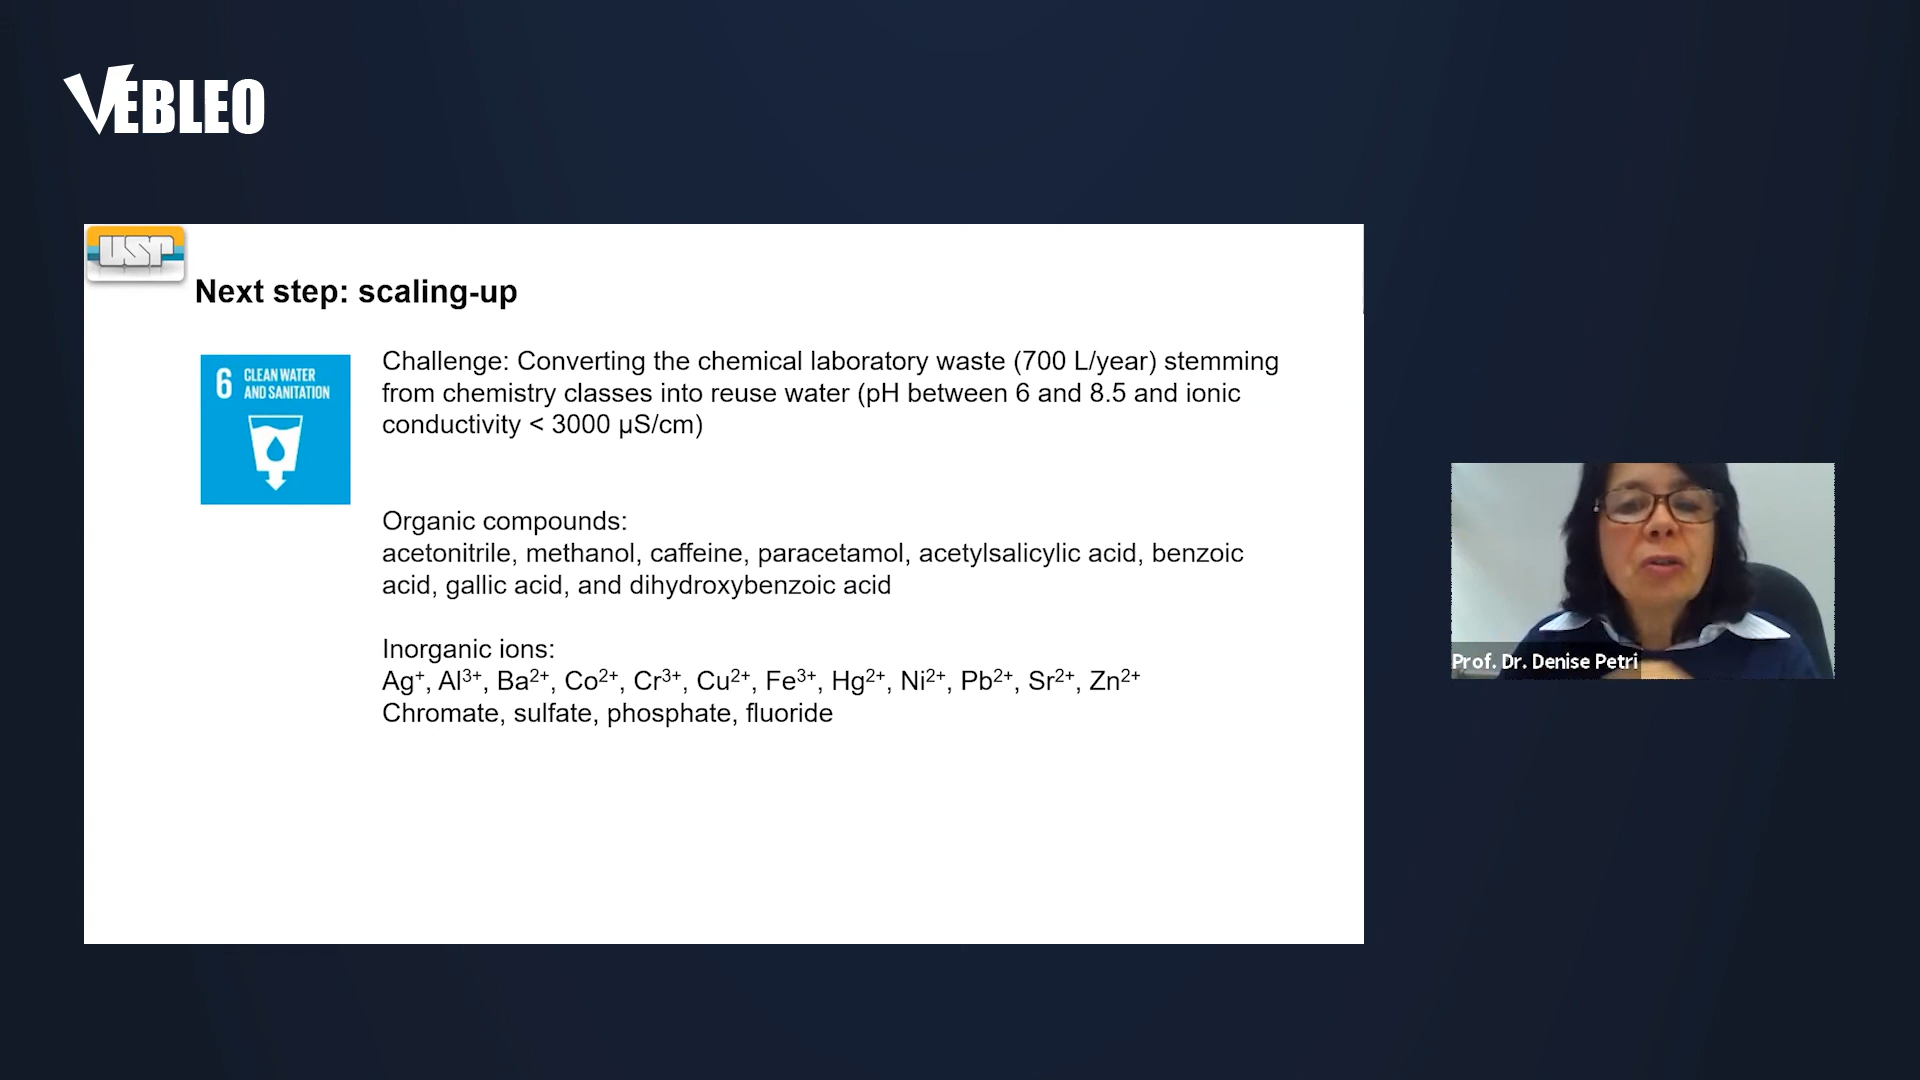 VEBLEO
USP
Next step: scaling-up
6 CLEAN WATER
AND SANITATION
Challenge: Converting the chemical laboratory waste (700 L/year) stemming
from chemistry classes into reuse water (pH between 6 and 8.5 and ionic
conductivity < 3000 µS/cm)
Organic compounds:
acetonitrile, methanol, caffeine, paracetamol, acetylsalicylic acid, benzoic
acid, gallic acid, and dihydroxybenzoic acid
Inorganic ions:
Ag⁺, Al³⁺, Ba²⁺, Co²⁺, Cr³⁺, Cu²⁺, Fe³⁺, Hg²⁺, Ni²⁺, Pb²⁺, Sr²⁺, Zn²⁺
Chromate, sulfate, phosphate, fluoride
Prof. Dr. Denise Petri